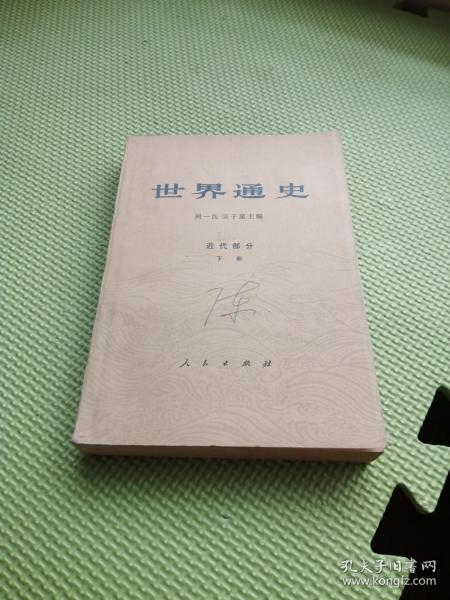 世界通史
周一良 吴于廑主编
近代部分
下册
陈
人民出版社
孔夫子旧书网
www.kongfz.com